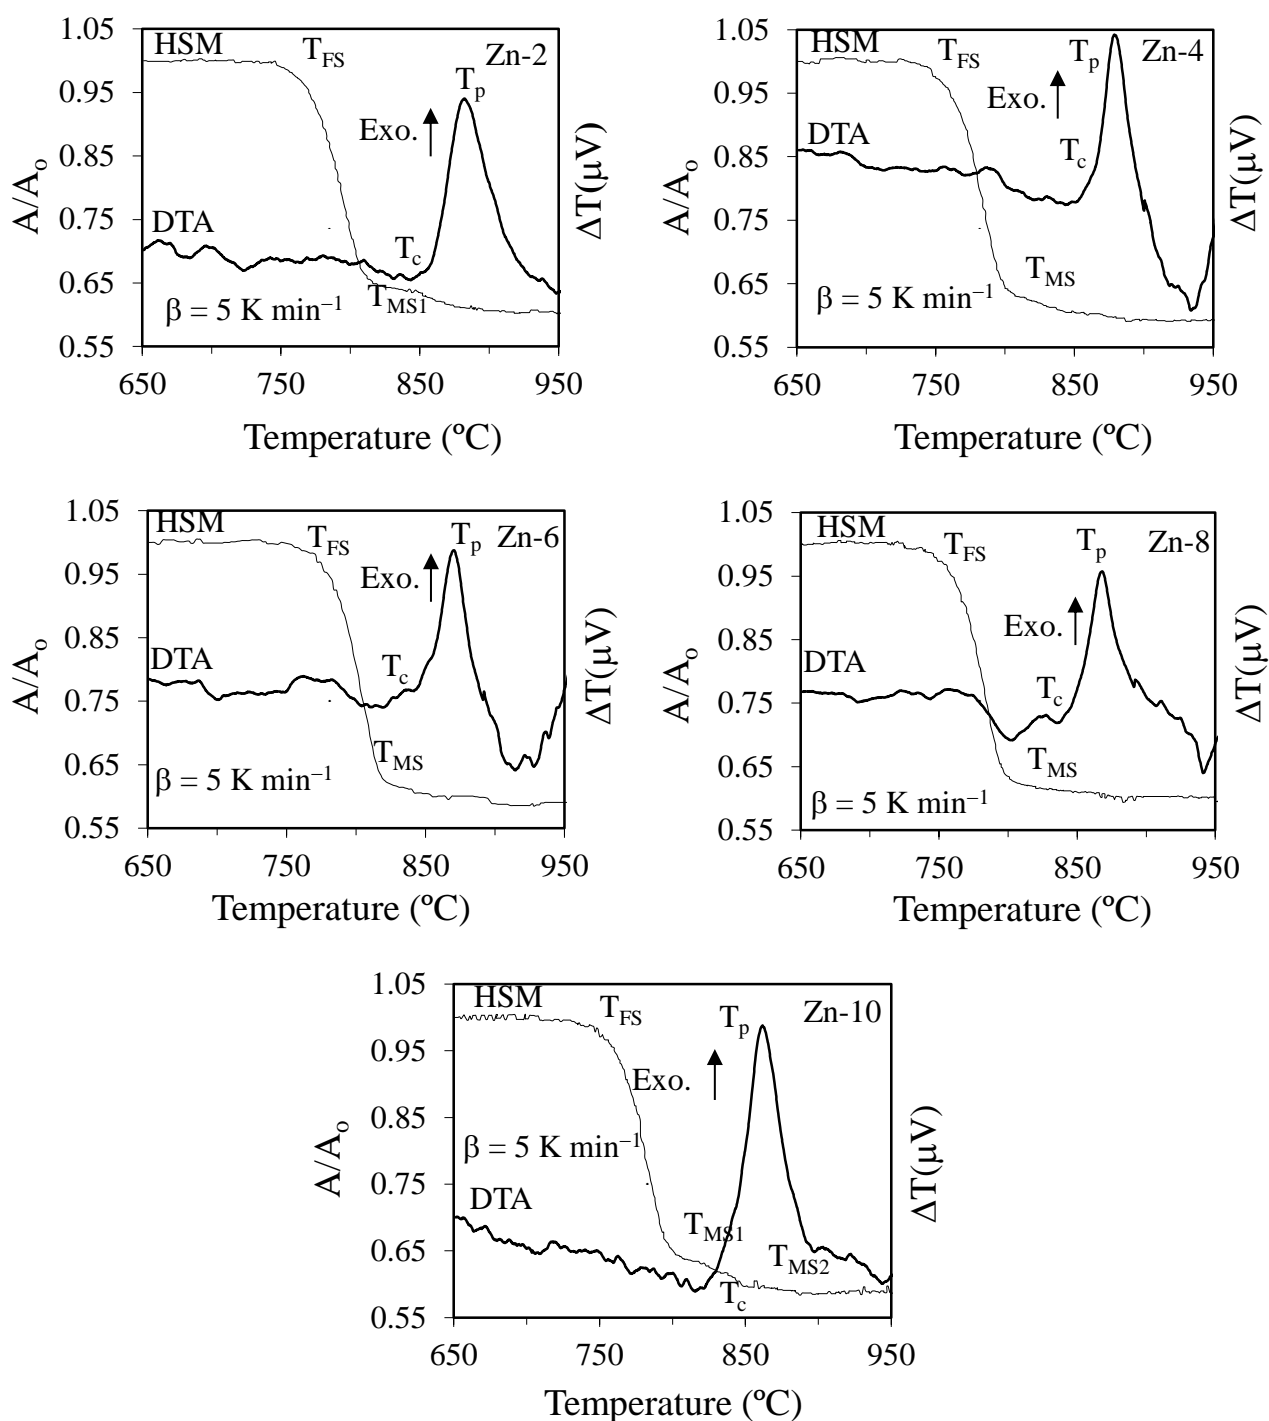 1.05
HSM
T_FS
Zn-2
0.95
T_p
Exo.
0.85
A/A_o
ΔT(µV)
0.75
DTA
T_c
0.65
T_MS1
β = 5 K min⁻¹
0.55
650
750
850
950
Temperature (ºC)
1.05
HSM
T_FS
T_p
Zn-4
0.95
Exo.
0.85
DTA
T_c
A/A_o
ΔT(µV)
0.75
T_MS
0.65
β = 5 K min⁻¹
0.55
650
750
850
950
Temperature (ºC)
1.05
HSM
T_FS
T_p
Zn-6
0.95
Exo.
0.85
A/A_o
ΔT(µV)
DTA
T_c
0.75
T_MS
0.65
β = 5 K min⁻¹
0.55
650
750
850
950
Temperature (ºC)
1.05
HSM
T_FS
T_p
Zn-8
0.95
Exo.
0.85
A/A_o
ΔT(µV)
DTA
T_c
0.75
T_MS
0.65
β = 5 K min⁻¹
0.55
650
750
850
950
Temperature (ºC)
1.05
HSM
T_FS
T_p
Zn-10
0.95
Exo.
0.85
β = 5 K min⁻¹
A/A_o
ΔT(µV)
0.75
DTA
T_MS1
0.65
T_MS2
T_c
0.55
650
750
850
950
Temperature (ºC)